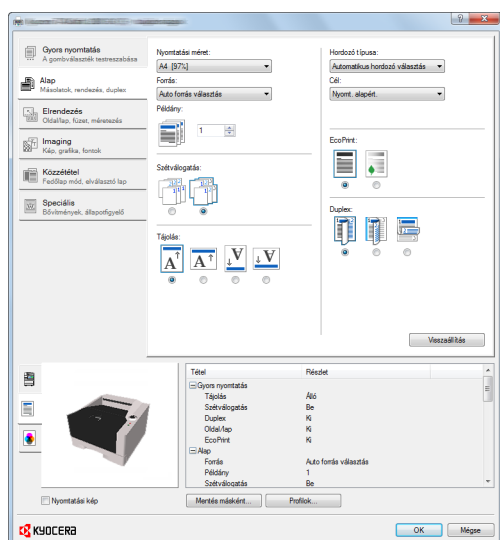 Gyors nyomtatás
A gombválaszték testreszabása
Alap
Másolatok, rendezés, duplex
Elrendezés
Oldal/lap, füzet, méretezés
Imaging
Kép, grafika, fontok
Közzététel
Fedőlap mód, elválasztó lap
Speciális
Bővítmények, állapotfigyelő
Nyomtatási méret:
A4 [97%]
Forrás:
Auto forrás választás
Példány:
1
Szétválogatás:
Tájolás:
Hordozó típusa:
Automatikus hordozó választás
Cél:
Nyomt. alapért.
EcoPrint:
Duplex:
Visszaállítás
Tétel Részlet
Gyors nyomtatás
Tájolás Álló
Szétválogatás Be
Duplex Ki
Oldal/lap Ki
EcoPrint Ki
Alap
Forrás Auto forrás választás
Példány 1
Szétválogatás Be
Nyomtatási kép
Mentés másként...
Profilok...
KYOCERA
OK
Mégse